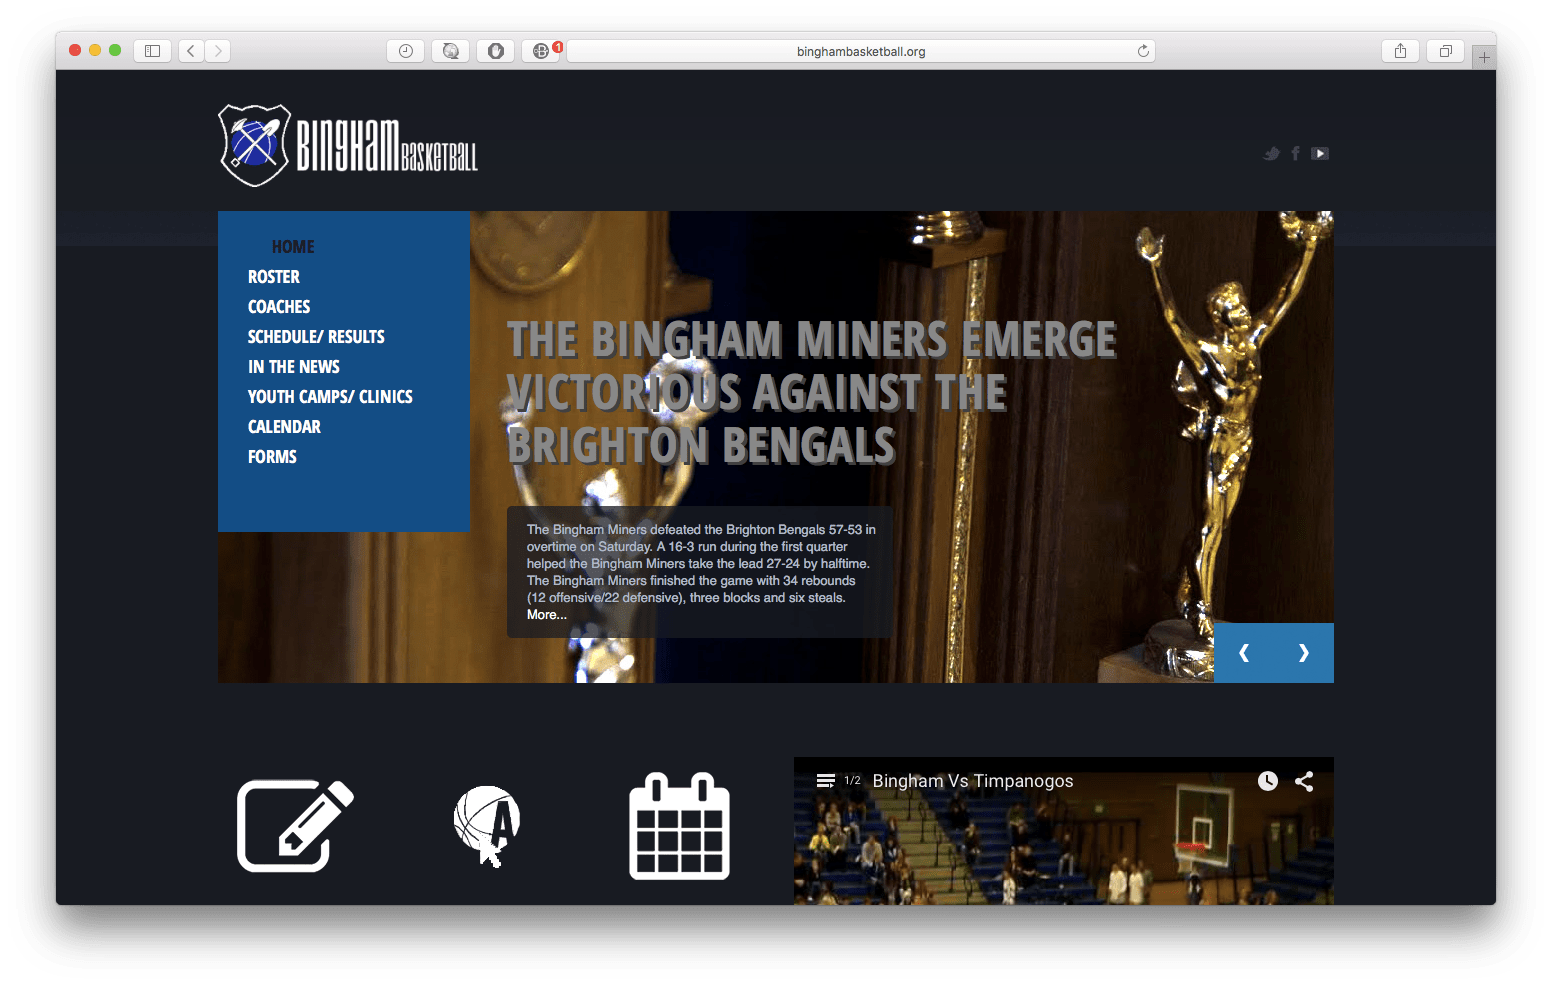 1
binghambasketball.org
BINGHAM BASKETBALL
HOME
ROSTER
COACHES
SCHEDULE/ RESULTS
IN THE NEWS
YOUTH CAMPS/ CLINICS
CALENDAR
FORMS
THE BINGHAM MINERS EMERGE
VICTORIOUS AGAINST THE
BRIGHTON BENGALS
The Bingham Miners defeated the Brighton Bengals 57-53 in
overtime on Saturday. A 16-3 run during the first quarter
helped the Bingham Miners take the lead 27-24 by halftime.
The Bingham Miners finished the game with 34 rebounds
(12 offensive/22 defensive), three blocks and six steals.
More...
A
1/2 Bingham Vs Timpanogos